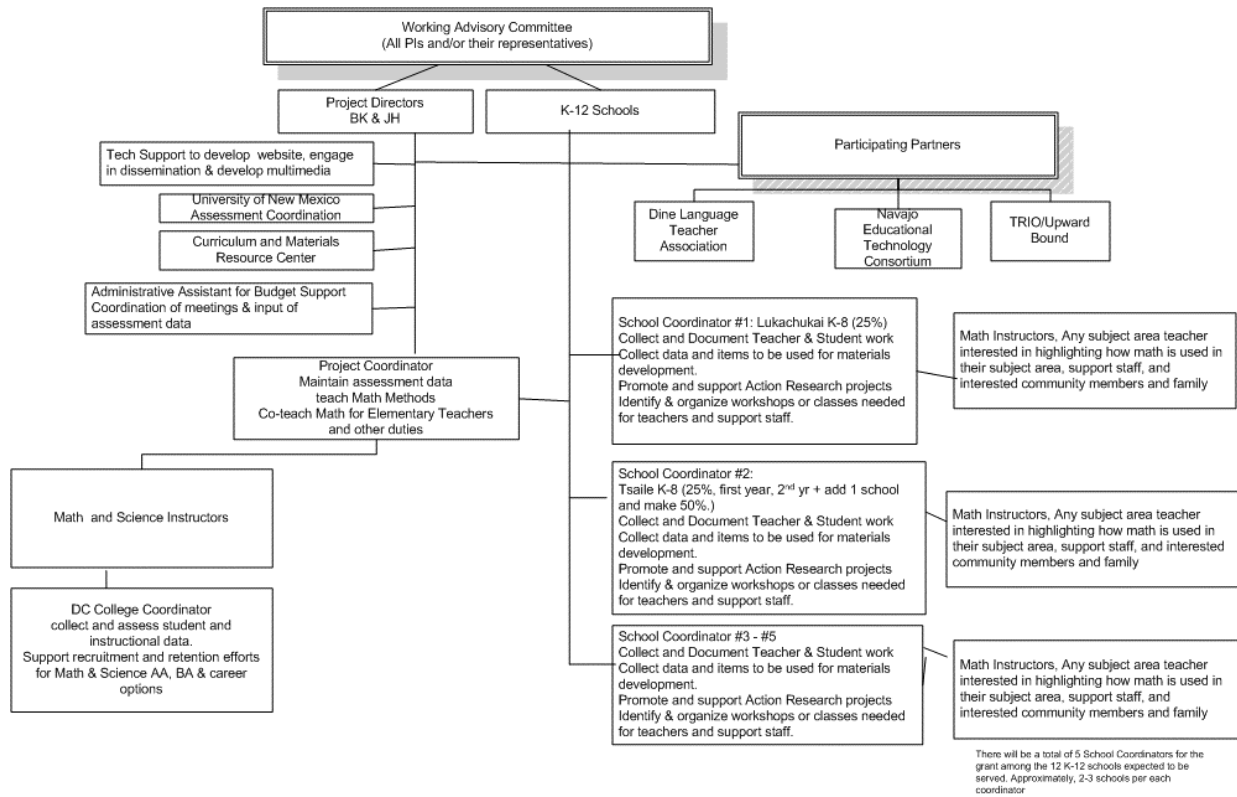 Working Advisory Committee
(All PIs and/or their representatives)
Project Directors
BK & JH
K-12 Schools
Participating Partners
Tech Support to develop website, engage
in dissemination & develop multimedia
University of New Mexico
Assessment Coordination
Curriculum and Materials
Resource Center
Administrative Assistant for Budget Support
Coordination of meetings & input of
assessment data
Dine Language
Teacher
Association
Navajo
Educational
Technology
Consortium
TRIO/Upward
Bound
Project Coordinator
Maintain assessment data
teach Math Methods
Co-teach Math for Elementary Teachers
and other duties
Math and Science Instructors
DC College Coordinator
collect and assess student and
instructional data.
Support recruitment and retention efforts
for Math & Science AA, BA & career
options
School Coordinator #1: Lukachukai K-8 (25%)
Collect and Document Teacher & Student work
Collect data and items to be used for materials
development.
Promote and support Action Research projects
Identify & organize workshops or classes needed
for teachers and support staff.
Math Instructors, Any subject area teacher
interested in highlighting how math is used in
their subject area, support staff, and
interested community members and family
School Coordinator #2:
Tsaile K-8 (25%, first year, 2nd yr + add 1 school
and make 50%.)
Collect and Document Teacher & Student work
Collect data and items to be used for materials
development.
Promote and support Action Research projects
Identify & organize workshops or classes needed
for teachers and support staff.
Math Instructors, Any subject area teacher
interested in highlighting how math is used in
their subject area, support staff, and interested
community members and family
School Coordinator #3 - #5
Collect and Document Teacher & Student work
Collect data and items to be used for materials
development.
Promote and support Action Research projects
Identify & organize workshops or classes needed
for teachers and support staff.
Math Instructors, Any subject area teacher
interested in highlighting how math is used in
their subject area, support staff, and
interested community members and family
There will be a total of 5 School Coordinators for the
grant among the 12 K-12 schools expected to be
served. Approximately, 2-3 schools per each
coordinator